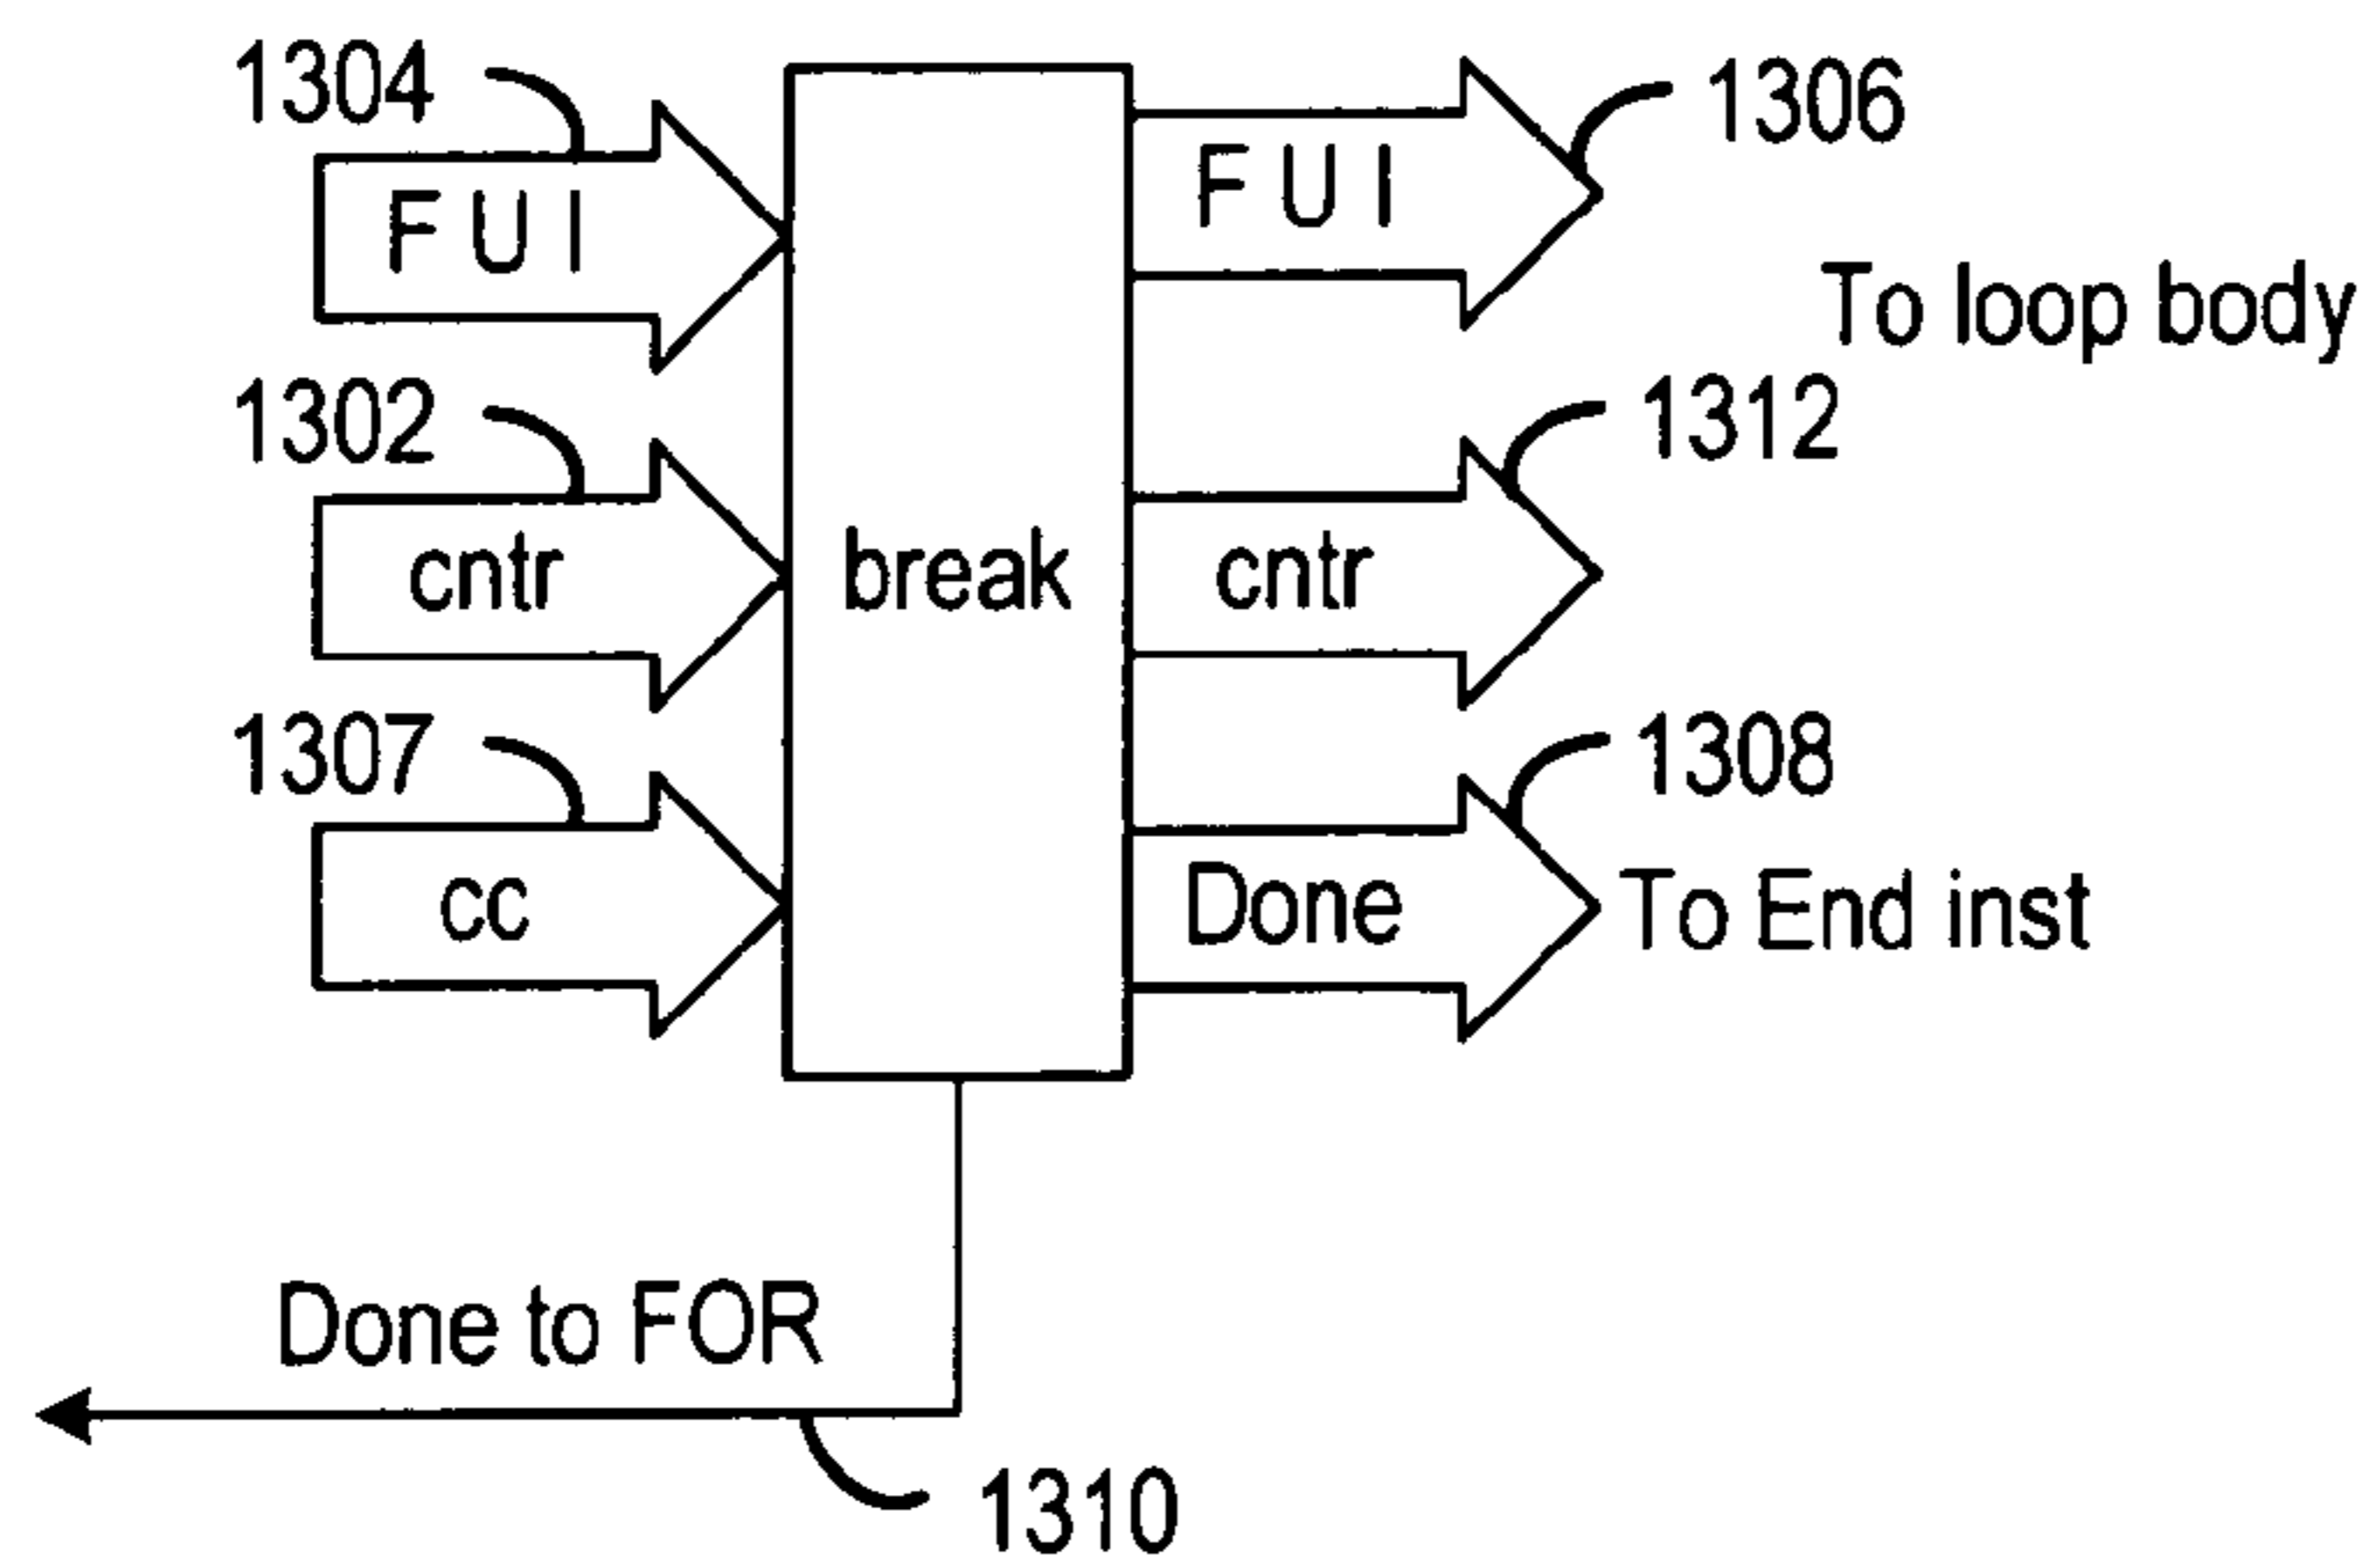 1304
1306
F U I
F U I
To loop body
1302
1312
cntr
break
cntr
1307
1308
cc
Done
To End inst
Done to FOR
1310